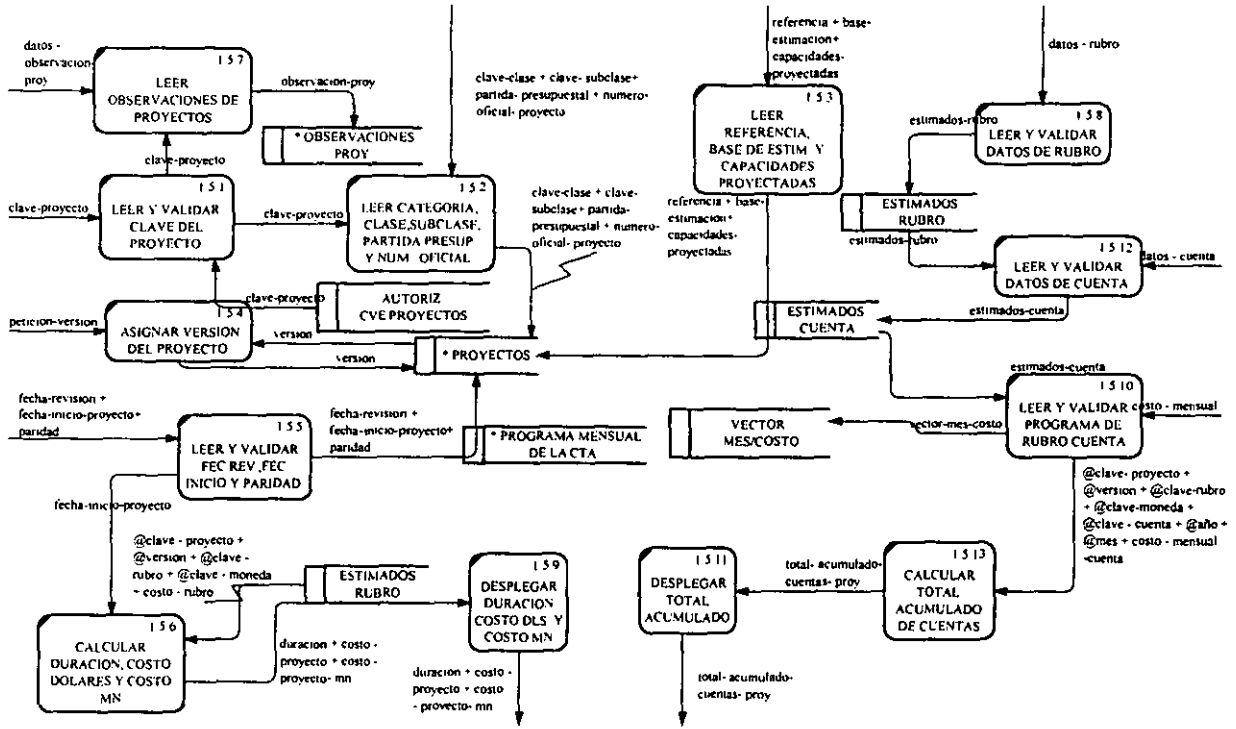 datos -
observacion
proy
1 5 7
LEER
OBSERVACIONES DE
PROYECTOS
observacion-proy
* OBSERVACIONES
PROY
clave-clase + clave- subclase+
partida- presupuestal + numero-
oficial- proyecto
referencia + base-
estimacion+
capacidades-
proyectadas
1 5 3
LEER
REFERENCIA,
BASE DE ESTIM Y
CAPACIDADES
PROYECTADAS
datos - rubro
1 5 8
LEER Y VALIDAR
DATOS DE RUBRO
estimados-rubro
ESTIMADOS
RUBRO
estimados-rubro
clave-proyecto
clave-proyecto
1 5 1
LEER Y VALIDAR
CLAVE DEL
PROYECTO
clave-proyecto
1 5 2
LEER CATEGORIA,
CLASE,SUBCLASE,
PARTIDA PRESUP
Y NUM OFICIAL
clave-clase + clave-
subclase+ partida-
presupuestal + numero-
oficial- proyecto
referencia + base-
estimacion+
capacidades-
proyectadas
1 5 12
LEER Y VALIDAR
DATOS DE CUENTA
datos - cuenta
estimados-cuenta
clave-proyecto
AUTORIZ
CVE PROYECTOS
peticion-version
1 5 4
ASIGNAR VERSION
DEL PROYECTO
version
version
* PROYECTOS
ESTIMADOS
CUENTA
estimados-cuenta
1 5 10
LEER Y VALIDAR
PROGRAMA DE
RUBRO CUENTA
costo - mensual
vector-mes-costo
VECTOR
MES/COSTO
fecha-revision +
fecha-inicio-proyecto+
paridad
1 5 5
LEER Y VALIDAR
FEC REV ,FEC
INICIO Y PARIDAD
fecha-revision +
fecha-inicio-proyecto+
paridad
* PROGRAMA MENSUAL
DE LA CTA
fecha-inicio-proyecto
@clave - proyecto +
@version + @clave -
rubro + @clave - moneda
+ costo - rubro
ESTIMADOS
RUBRO
1 5 6
CALCULAR
DURACION, COSTO
DOLARES Y COSTO
MN
duracion + costo -
proyecto + costo -
proyecto- mn
1 5 9
DESPLEGAR
DURACION
COSTO DLS Y
COSTO MN
duracion + costo -
proyecto + costo
- proyecto- mn
1 5 11
DESPLEGAR
TOTAL
ACUMULADO
total- acumulado-
cuentas- proy
total- acumulado-
cuentas- proy
1 5 13
CALCULAR
TOTAL
ACUMULADO
DE CUENTAS
@clave- proyecto +
@version + @clave-rubro
+ @clave-moneda +
@clave - cuenta + @año +
@mes + costo - mensual
-cuenta